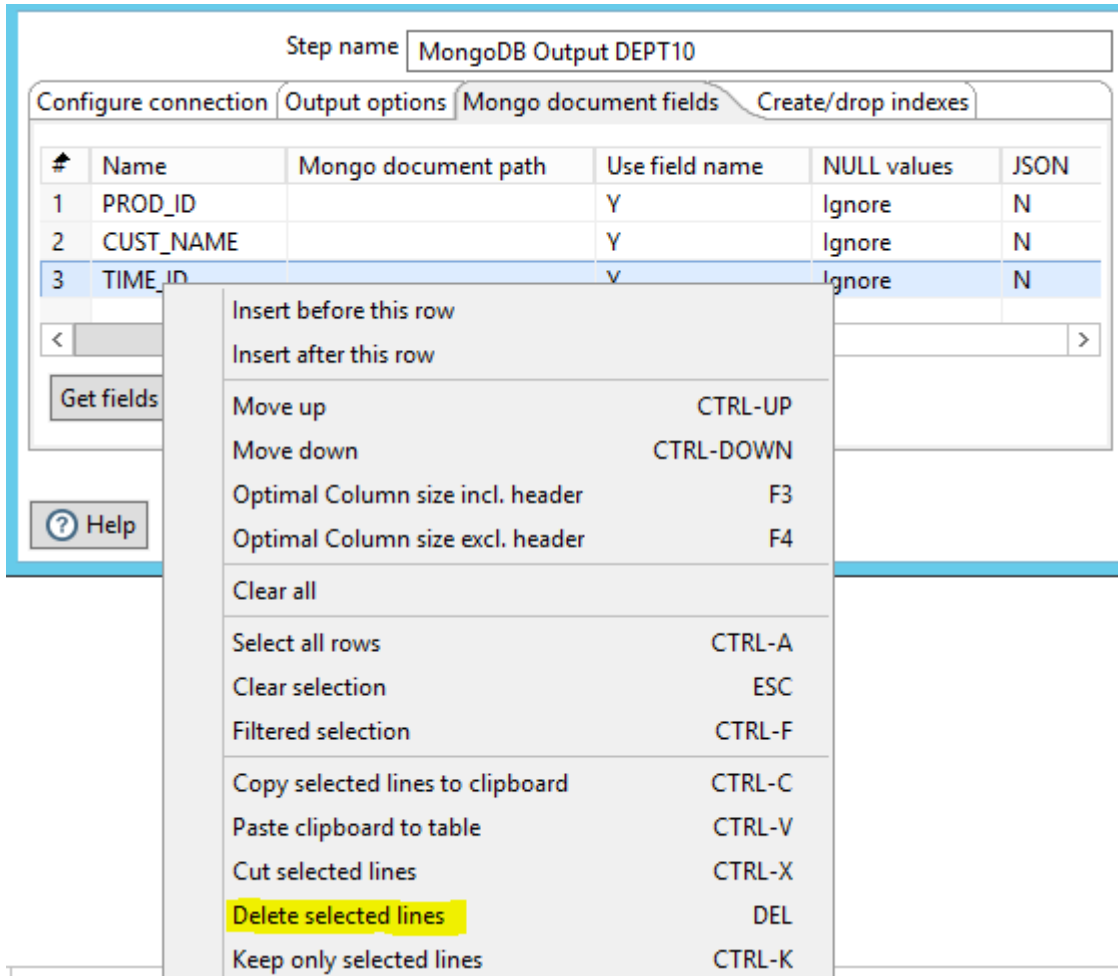 Step name MongoDB Output DEPT10
Configure connection Output options Mongo document fields Create/drop indexes
# Name Mongo document path Use field name NULL values JSON
1 PROD_ID Y Ignore N
2 CUST_NAME Y Ignore N
3 TIME_ID Y Ignore N
Insert before this row
Insert after this row
Get fields
Move up CTRL-UP
Move down CTRL-DOWN
Optimal Column size incl. header F3
Help
Optimal Column size excl. header F4
Clear all
Select all rows CTRL-A
Clear selection ESC
Filtered selection CTRL-F
Copy selected lines to clipboard CTRL-C
Paste clipboard to table CTRL-V
Cut selected lines CTRL-X
Delete selected lines DEL
Keep only selected lines CTRL-K